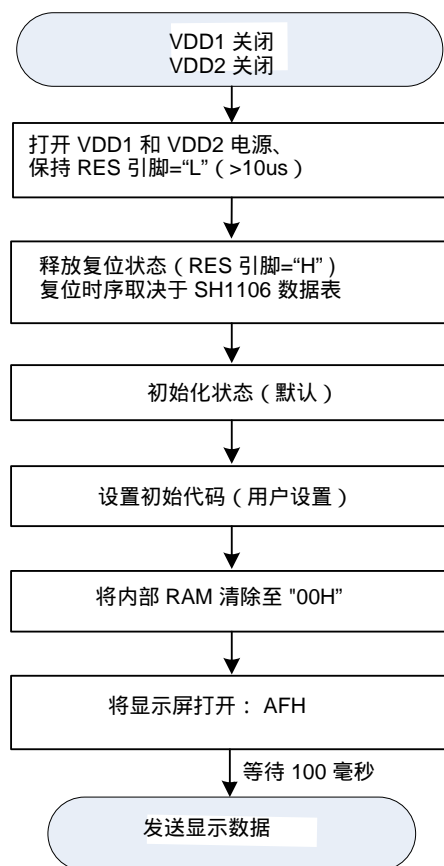 VDD1 关闭
VDD2 关闭
打开 VDD1 和 VDD2 电源、
保持 RES 引脚=“L”（>10us）
释放复位状态（RES 引脚=“H”）
复位时序取决于 SH1106 数据表
初始化状态（默认）
设置初始代码（用户设置）
将内部 RAM 清除至 "00H”
将显示屏打开： AFH
等待 100 毫秒
发送显示数据